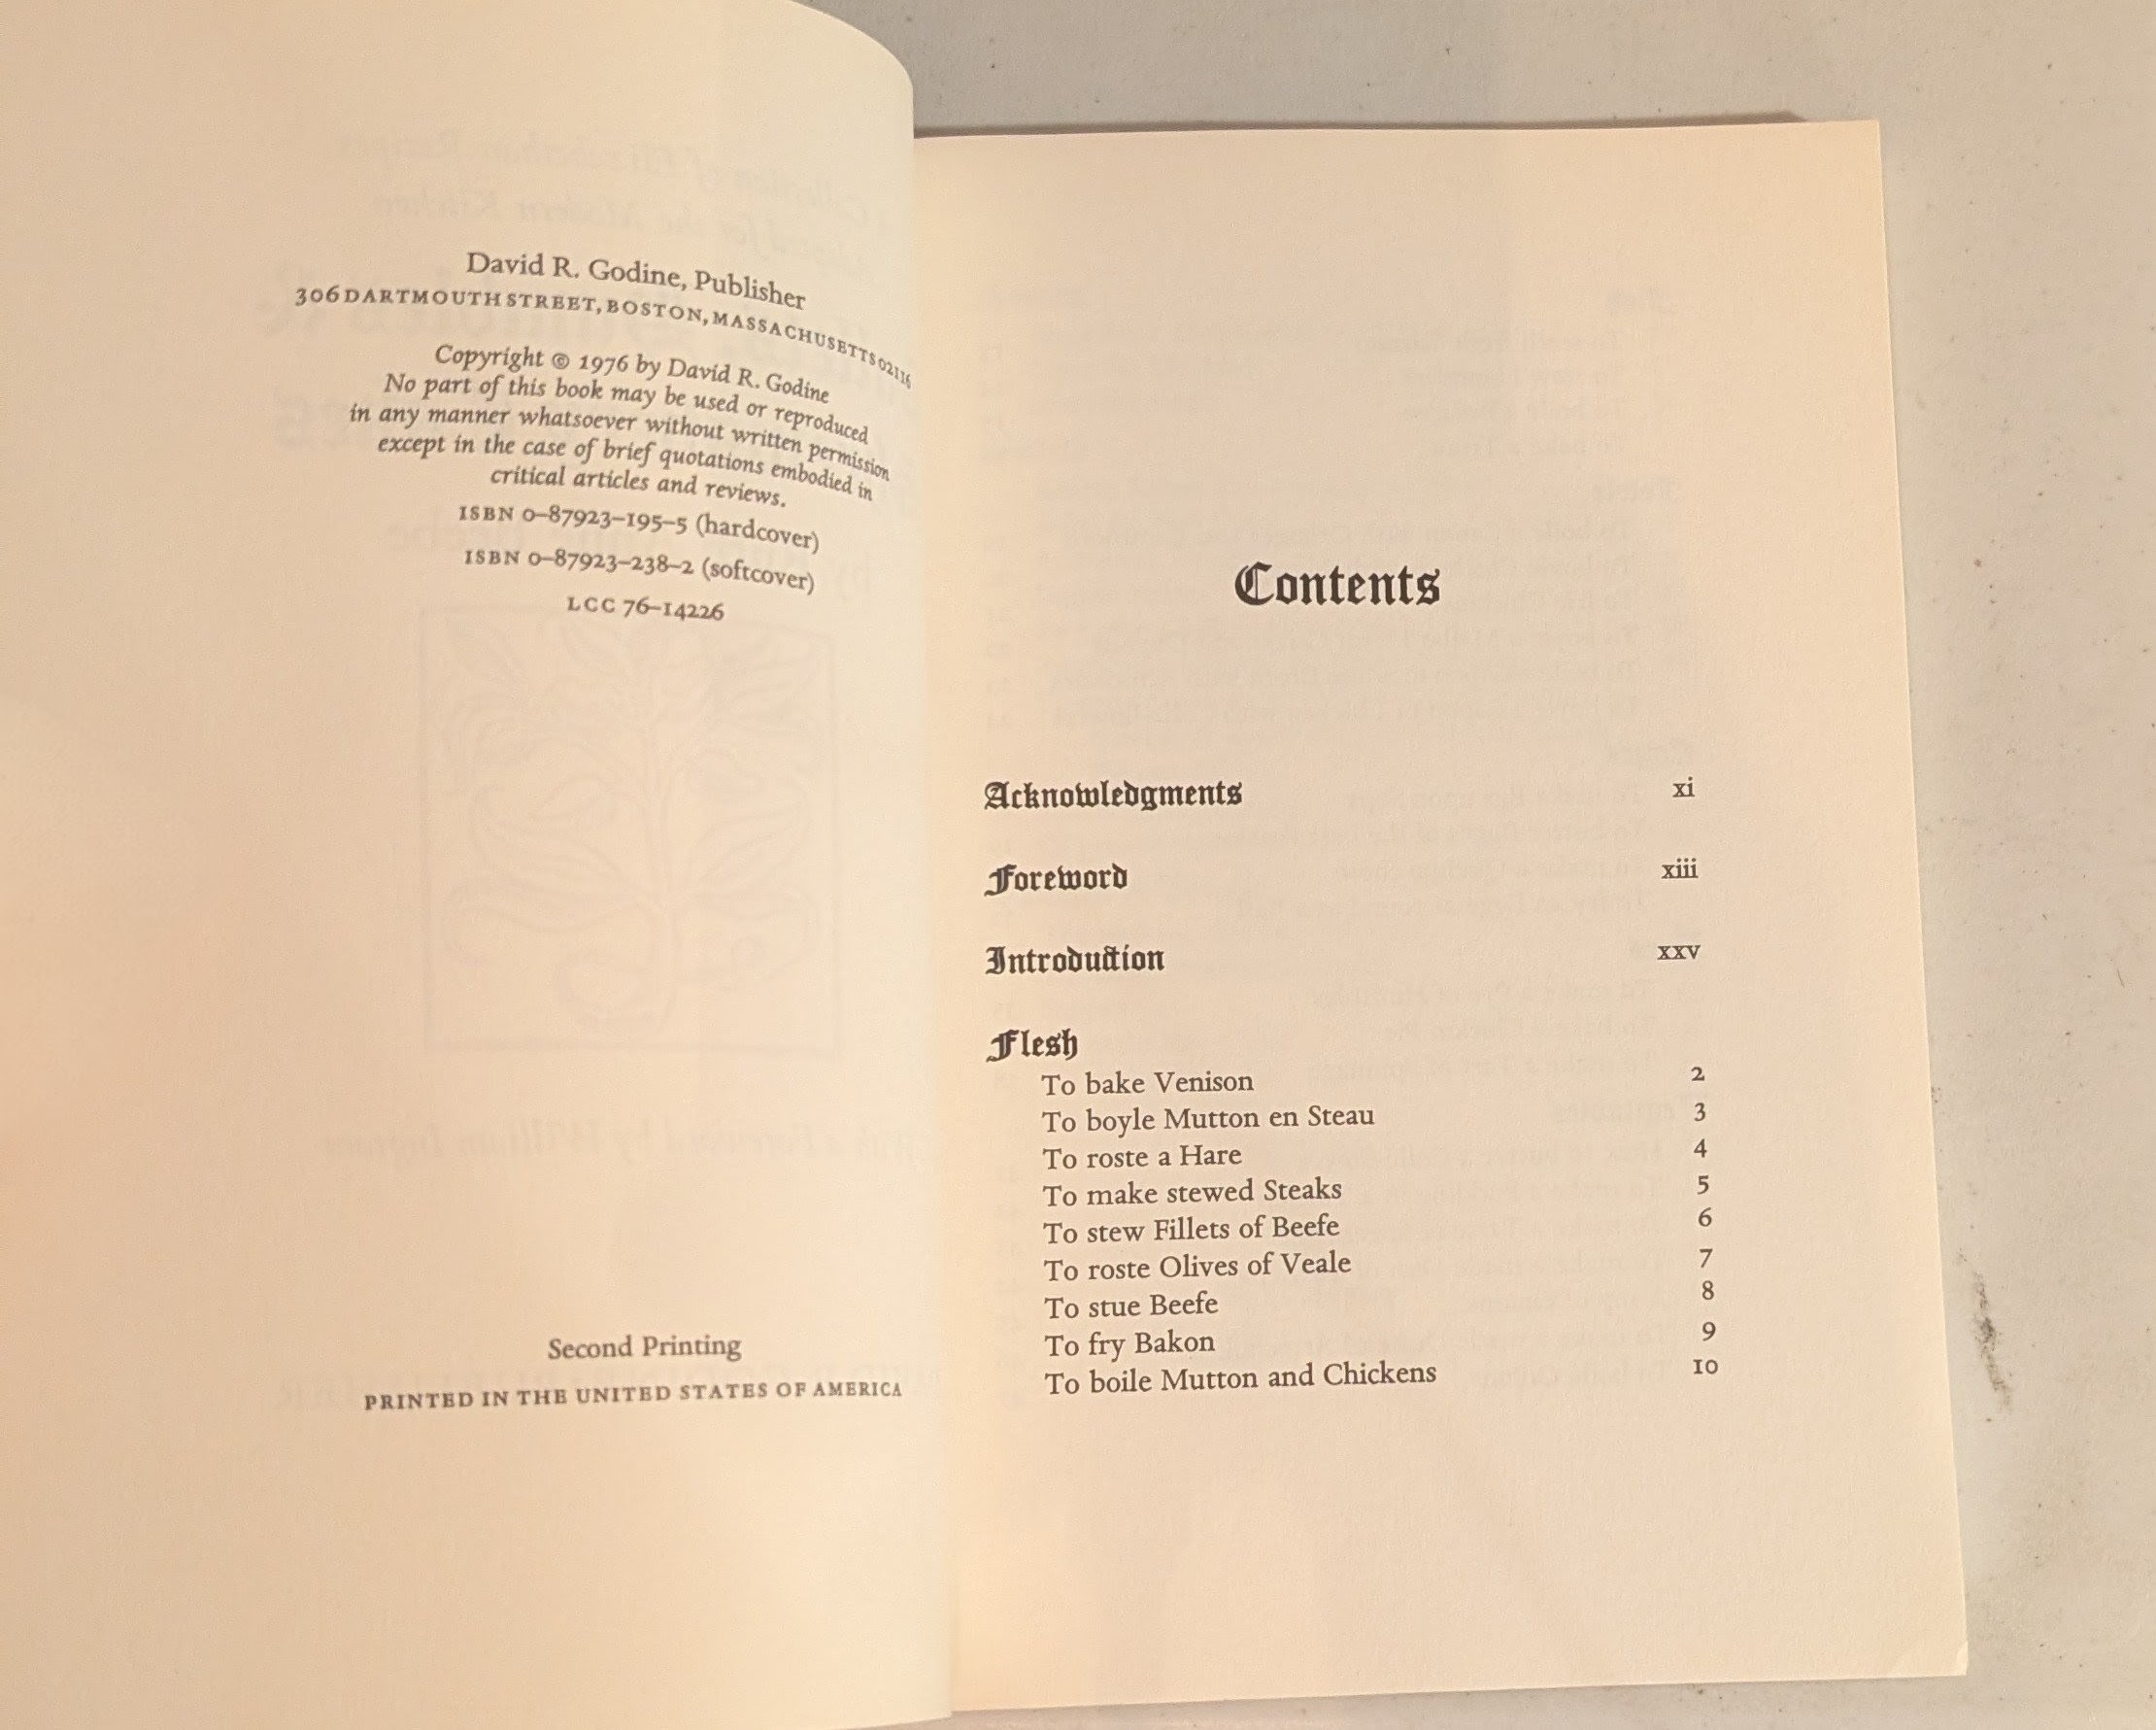 David R. Godine, Publisher
306 DARTMOUTH STREET, BOSTON, MASSACHUSETTS 02116
Copyright © 1976 by David R. Godine
No part of this book may be used or reproduced
in any manner whatsoever without written permission
except in the case of brief quotations embodied in
critical articles and reviews.
ISBN 0–87923–195–5 (hardcover)
ISBN 0–87923–238–2 (softcover)
LCC 76–14226
Second Printing
PRINTED IN THE UNITED STATES OF AMERICA
Contents
Acknowledgments xi
Foreword xiii
Introduction xxv
Flesh
To bake Venison 2
To boyle Mutton en Steau 3
To roste a Hare 4
To make stewed Steaks 5
To stew Fillets of Beefe 6
To roste Olives of Veale 7
To stue Beefe 8
To fry Bakon 9
To boile Mutton and Chickens 10